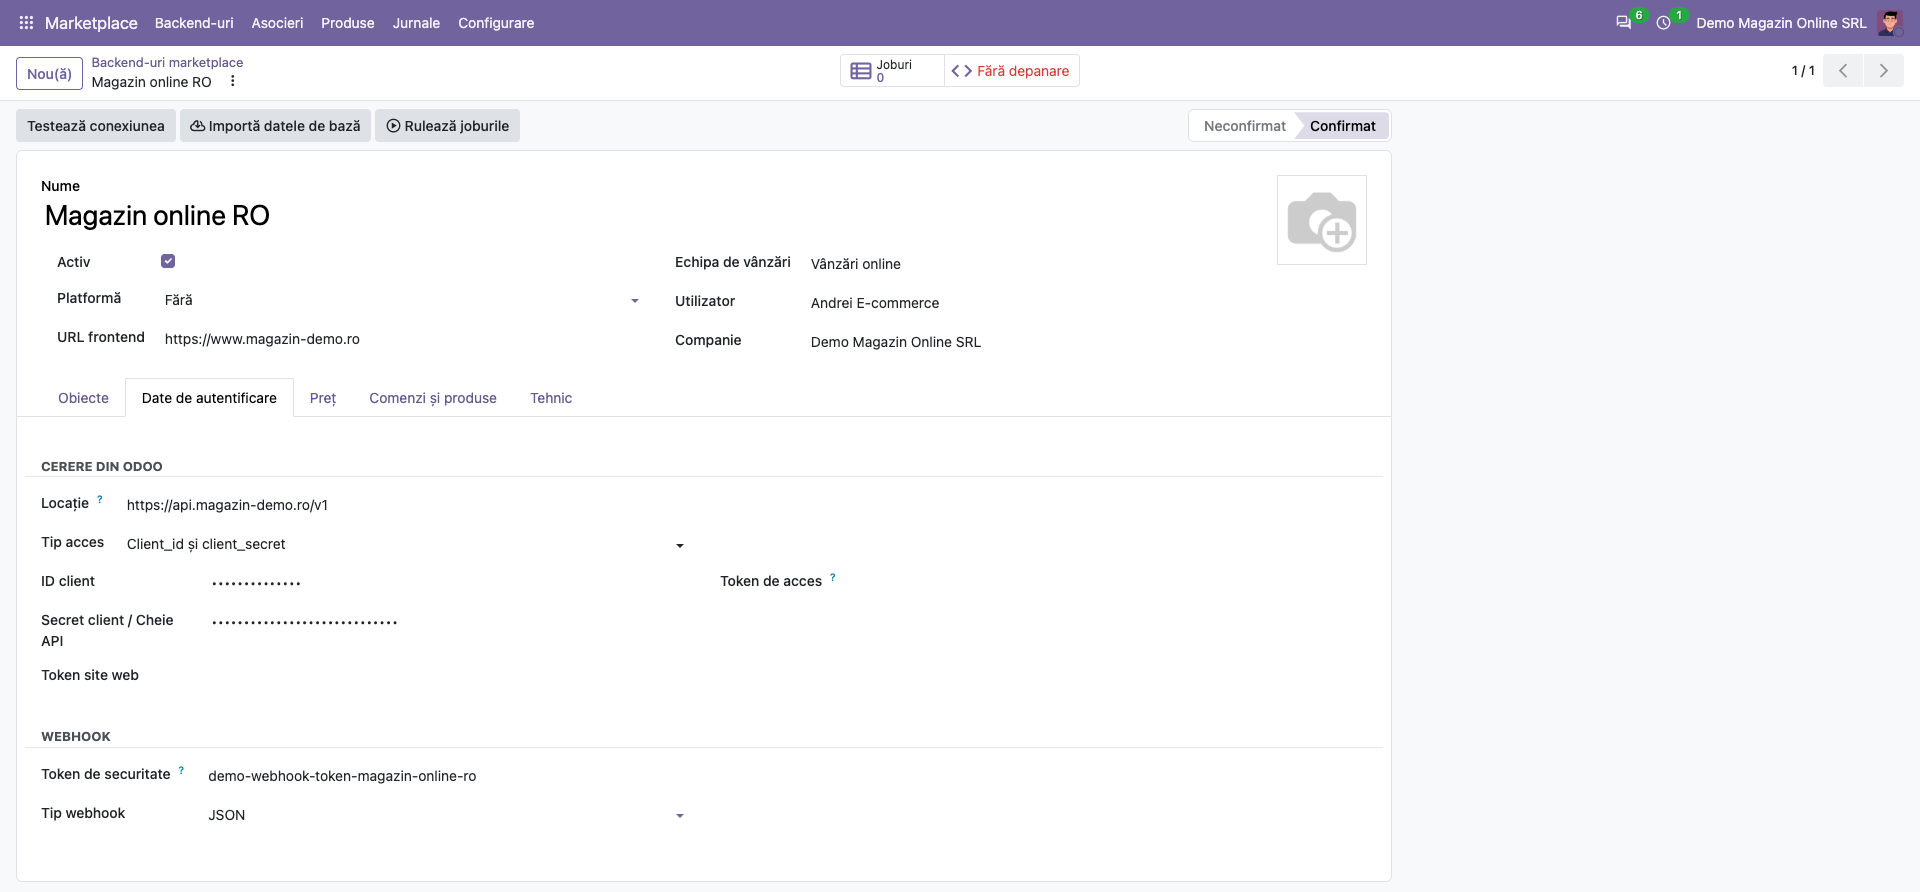 Marketplace Backend-uri Asocieri Produse Jurnale Configurare 6 1 Demo Magazin Online SRL
Nou(ă) Backend-uri marketplace
Magazin online RO
Joburi
0
Fără depanare
1 / 1
Testează conexiunea Importă datele de bază Rulează joburile Neconfirmat Confirmat
Nume
Magazin online RO
Activ
Platformă Fără
URL frontend https://www.magazin-demo.ro
Echipa de vânzări Vânzări online
Utilizator Andrei E-commerce
Companie Demo Magazin Online SRL
Obiecte Date de autentificare Preț Comenzi și produse Tehnic
CERERE DIN ODOO
Locație ? https://api.magazin-demo.ro/v1
Tip acces Client_id și client_secret
ID client ••••••••••••••
Token de acces ?
Secret client / Cheie •••••••••••••••••••••••••••••
API
Token site web
WEBHOOK
Token de securitate ? demo-webhook-token-magazin-online-ro
Tip webhook JSON